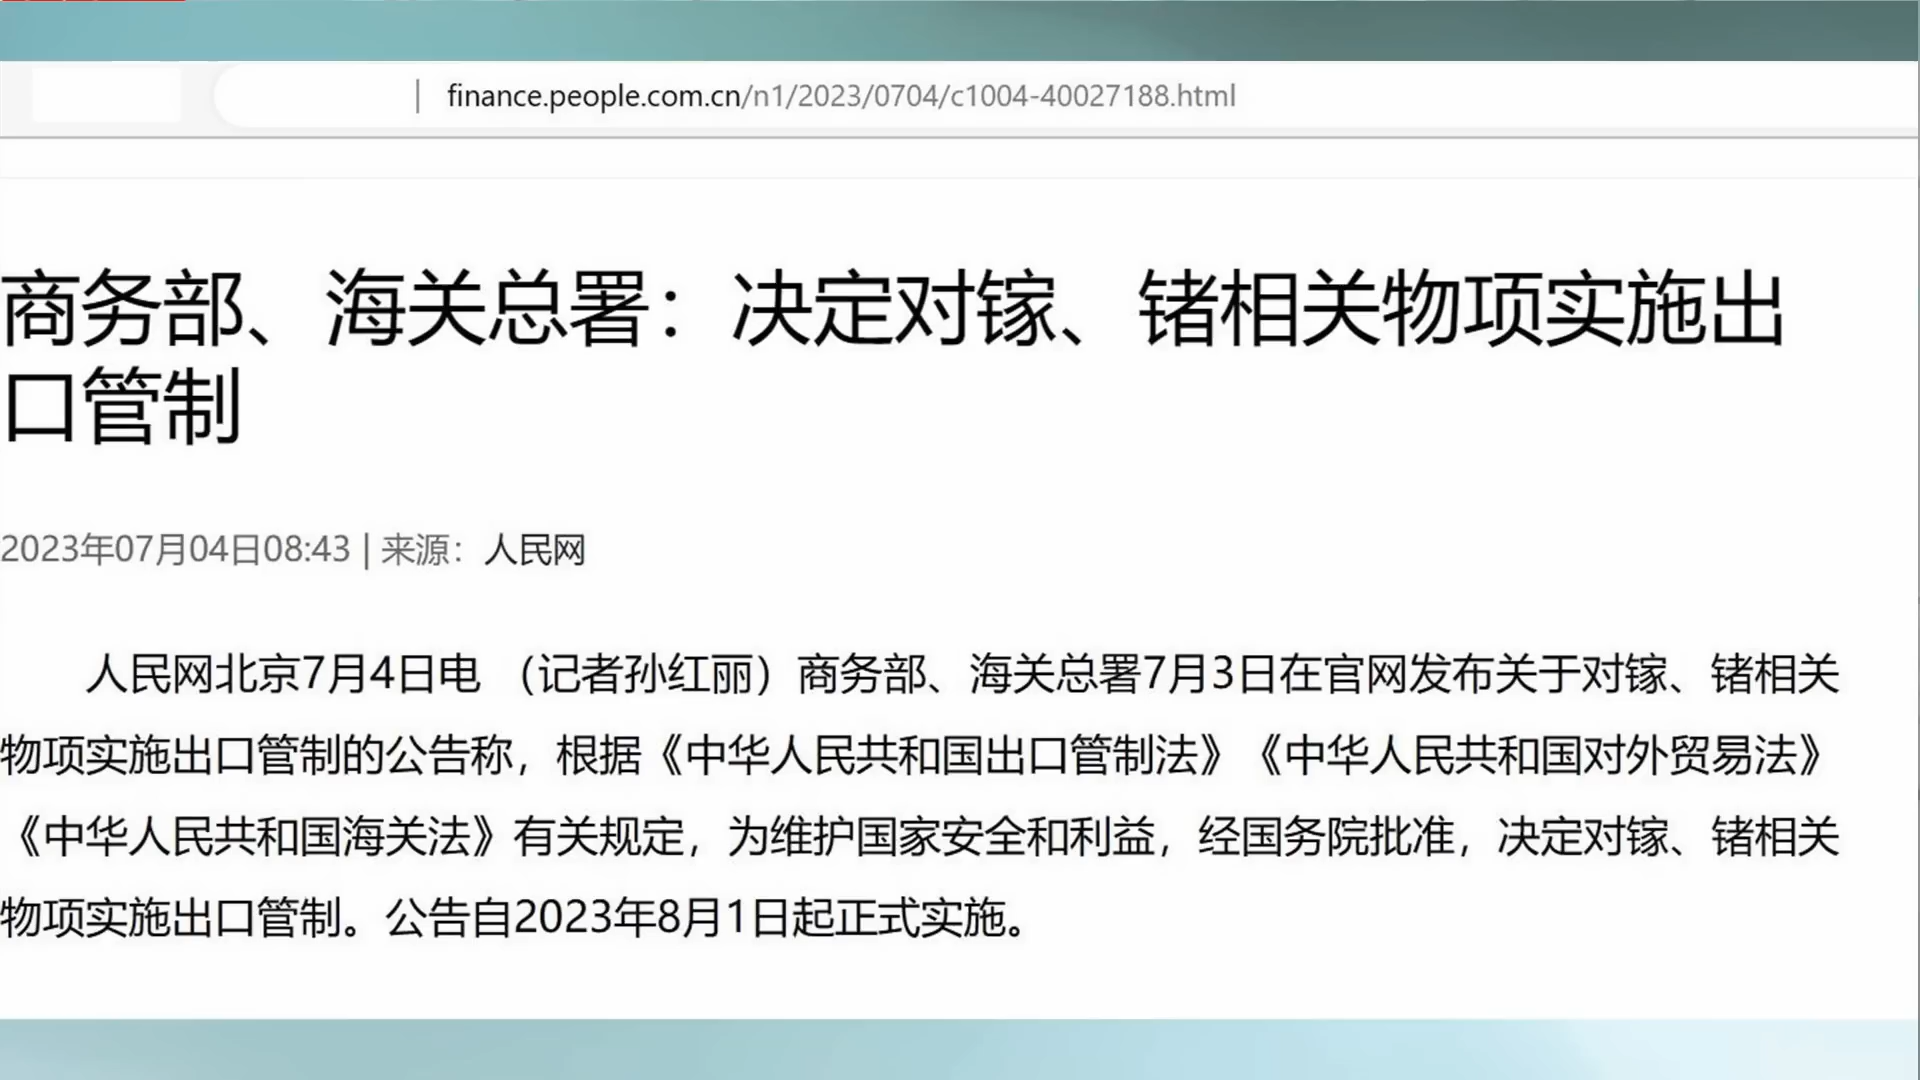 finance.people.com.cn/n1/2023/0704/c1004-40027188.html
商务部、海关总署：决定对镓、锗相关物项实施出
口管制
2023年07月04日08:43 | 来源：人民网
人民网北京7月4日电 （记者孙红丽）商务部、海关总署7月3日在官网发布关于对镓、锗相关
物项实施出口管制的公告称，根据《中华人民共和国出口管制法》《中华人民共和国对外贸易法》
《中华人民共和国海关法》有关规定，为维护国家安全和利益，经国务院批准，决定对镓、锗相关
物项实施出口管制。公告自2023年8月1日起正式实施。